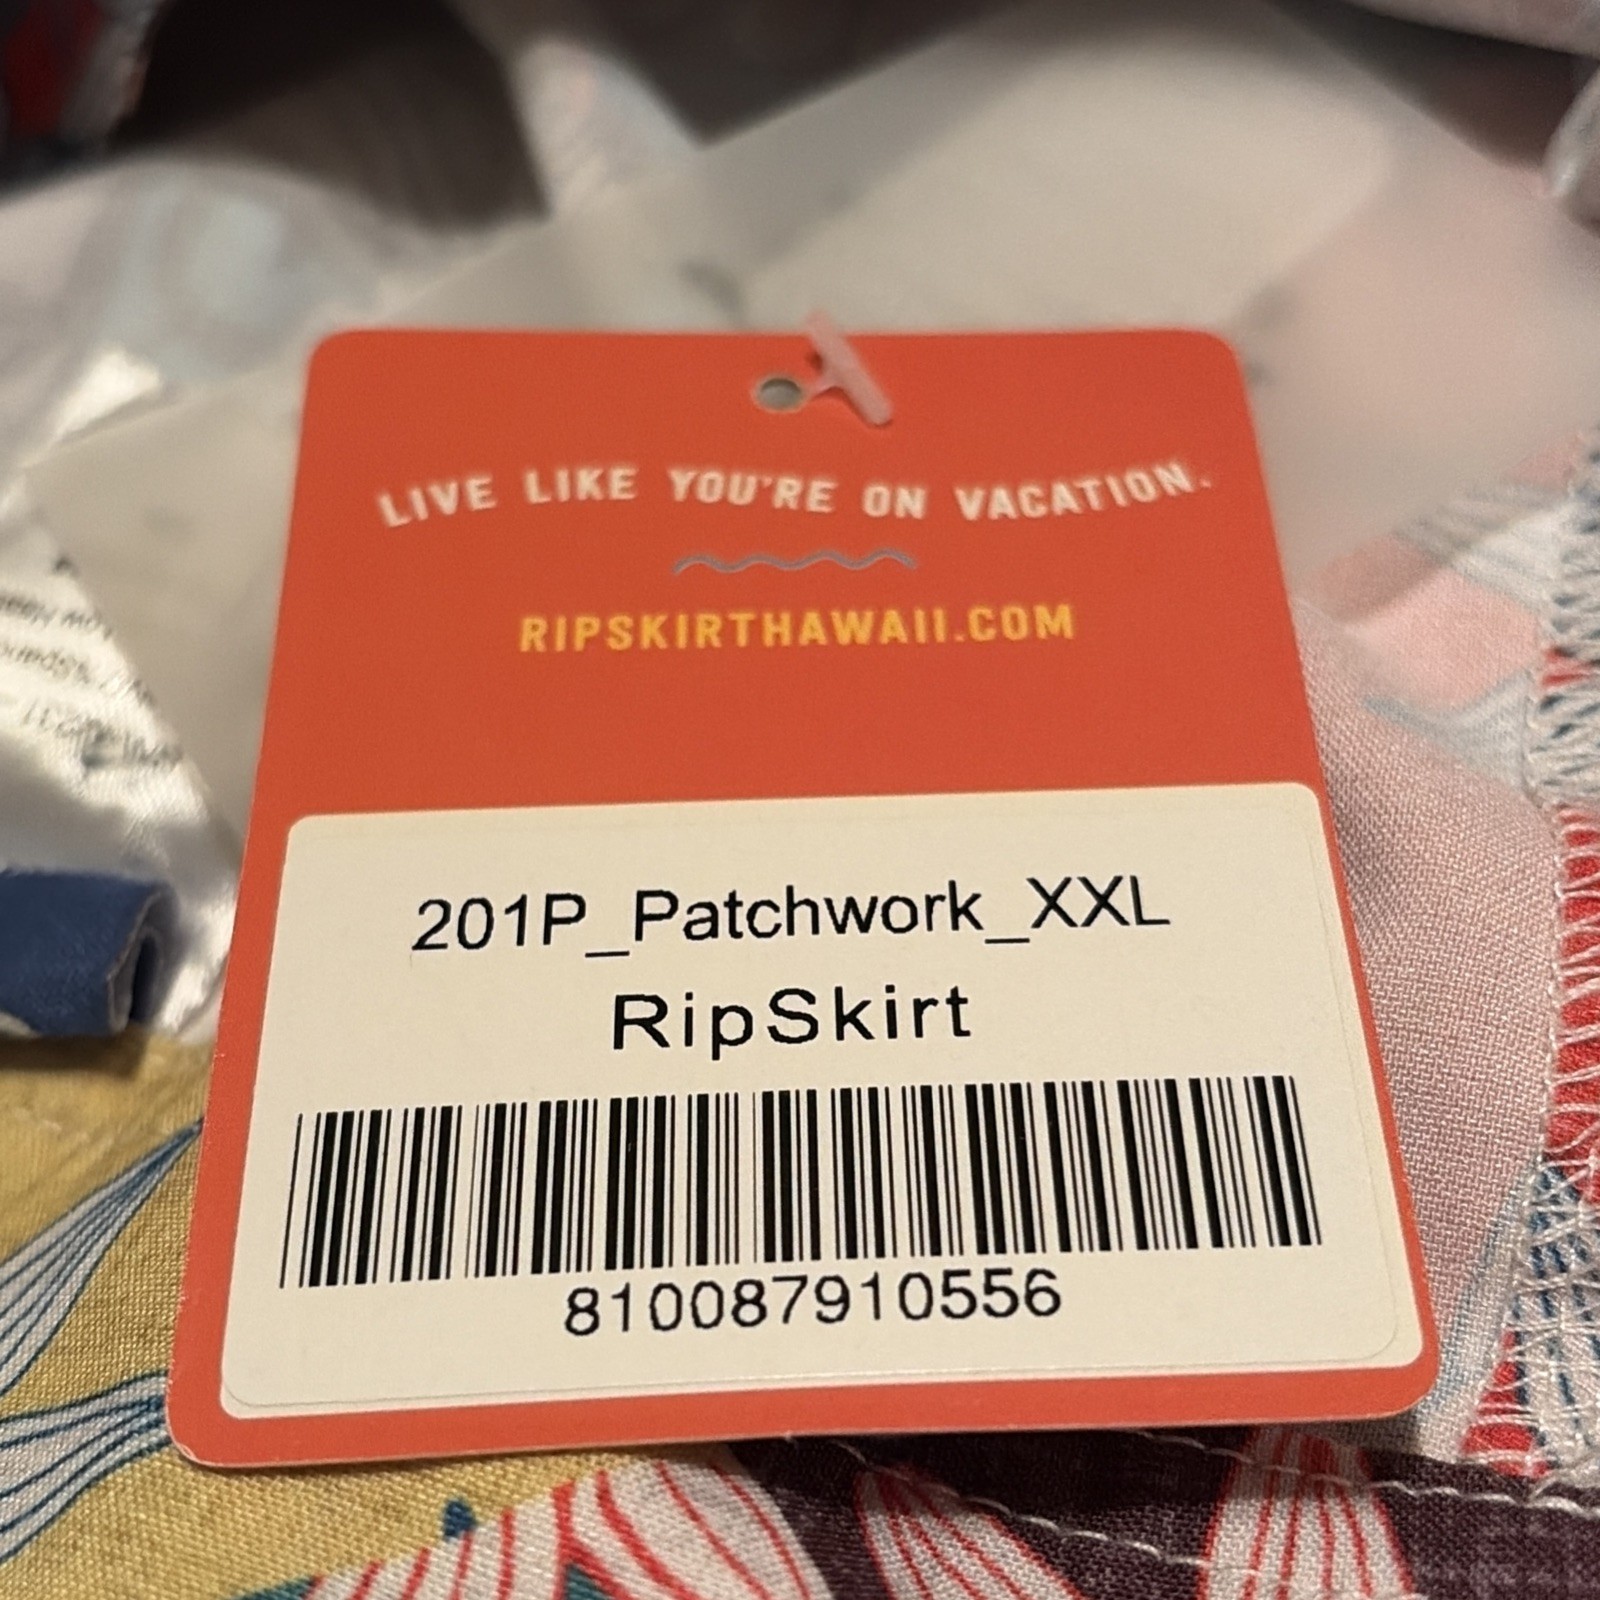 LIVE LIKE YOU'RE ON VACATION.
RIPSKIRTHAWAII.COM
201P_Patchwork_XXL
RipSkirt
810087910556